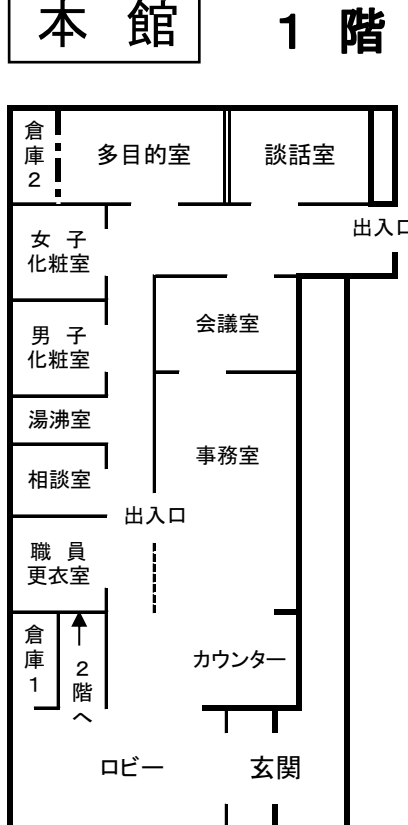 本 館
1 階
倉庫2
多目的室
談話室
出入口
女 子
化粧室
会議室
男 子
化粧室
湯沸室
事務室
相談室
出入口
職 員
更衣室
倉庫1
2階へ
カウンター
ロビー
玄関